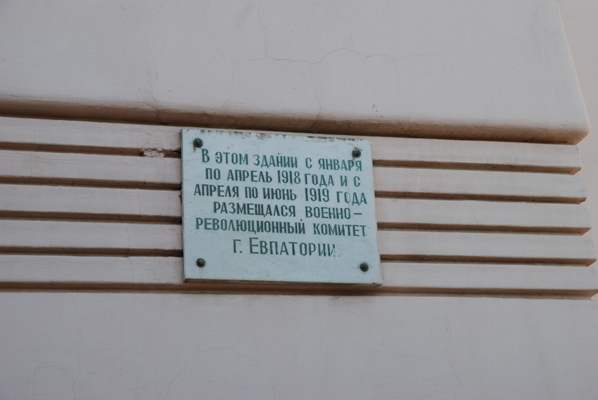 В ЭТОМ ЗДАНИИ С ЯНВАРЯ
ПО АПРЕЛЬ 1918 ГОДА И С
АПРЕЛЯ ПО ИЮНЬ 1919 ГОДА
РАЗМЕЩАЛСЯ ВОЕННО-
РЕВОЛЮЦИОННЫЙ КОМИТЕТ
Г. ЕВПАТОРИИ.